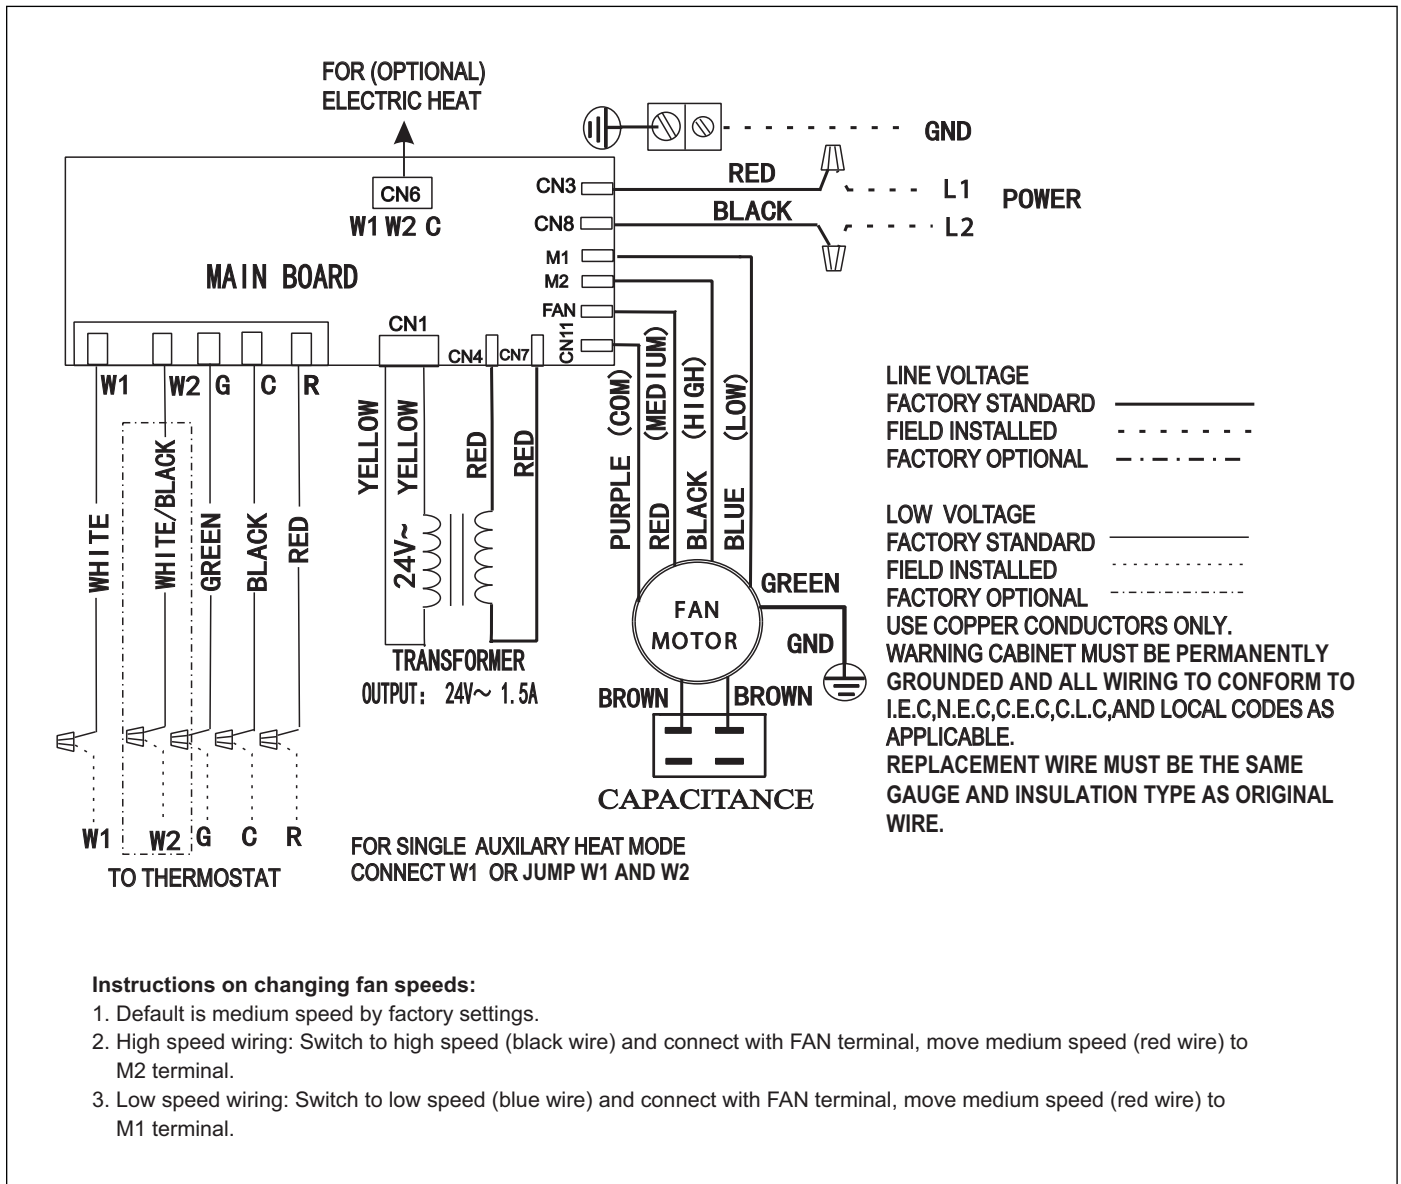 FOR (OPTIONAL)
ELECTRIC HEAT
GND
CN3
RED
L1
POWER
CN6
W1 W2 C
CN8
BLACK
L2
M1
MAIN BOARD
M2
FAN
CN11
CN1
CN4
CN7
W1
W2
G
C
R
WHITE
WHITE/BLACK
GREEN
BLACK
RED
YELLOW
YELLOW
24V~
RED
RED
PURPLE (COM)
RED (MEDIUM)
BLACK (HIGH)
BLUE (LOW)
TRANSFORMER
OUTPUT: 24V~ 1.5A
FAN
MOTOR
GREEN
GND
BROWN
BROWN
CAPACITANCE
W1
W2
G
C
R
TO THERMOSTAT
FOR SINGLE AUXILARY HEAT MODE
CONNECT W1 OR JUMP W1 AND W2
LINE VOLTAGE
FACTORY STANDARD
FIELD INSTALLED
FACTORY OPTIONAL
LOW VOLTAGE
FACTORY STANDARD
FIELD INSTALLED
FACTORY OPTIONAL
USE COPPER CONDUCTORS ONLY.
WARNING CABINET MUST BE PERMANENTLY
GROUNDED AND ALL WIRING TO CONFORM TO
I.E.C,N.E.C,C.E.C,C.L.C,AND LOCAL CODES AS
APPLICABLE.
REPLACEMENT WIRE MUST BE THE SAME
GAUGE AND INSULATION TYPE AS ORIGINAL
WIRE.
Instructions on changing fan speeds:
1. Default is medium speed by factory settings.
2. High speed wiring: Switch to high speed (black wire) and connect with FAN terminal, move medium speed (red wire) to
M2 terminal.
3. Low speed wiring: Switch to low speed (blue wire) and connect with FAN terminal, move medium speed (red wire) to
M1 terminal.